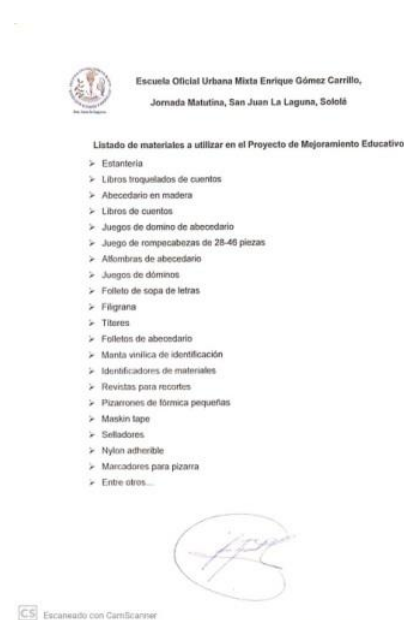 Escuela Oficial Urbana Mixta Enrique Gómez Carrillo,
Jornada Matutina, San Juan La Laguna, Sololá
Listado de materiales a utilizar en el Proyecto de Mejoramiento Educativo
➢ Estantería
➢ Libros troquelados de cuentos
➢ Abecedario en madera
➢ Libros de cuentos
➢ Juegos de domino de abecedario
➢ Juego de rompecabezas de 28-46 piezas
➢ Alfombras de abecedario
➢ Juegos de dóminos
➢ Folleto de sopa de letras
➢ Filigrana
➢ Títeres
➢ Folletos de abecedario
➢ Manta vinílica de identificación
➢ Identificadores de materiales
➢ Revistas para recortes
➢ Pizarrones de fórmica pequeñas
➢ Maskin tape
➢ Selladores
➢ Nylon adherible
➢ Marcadores para pizarra
➢ Entre otros...
CS Escaneado con CamScanner